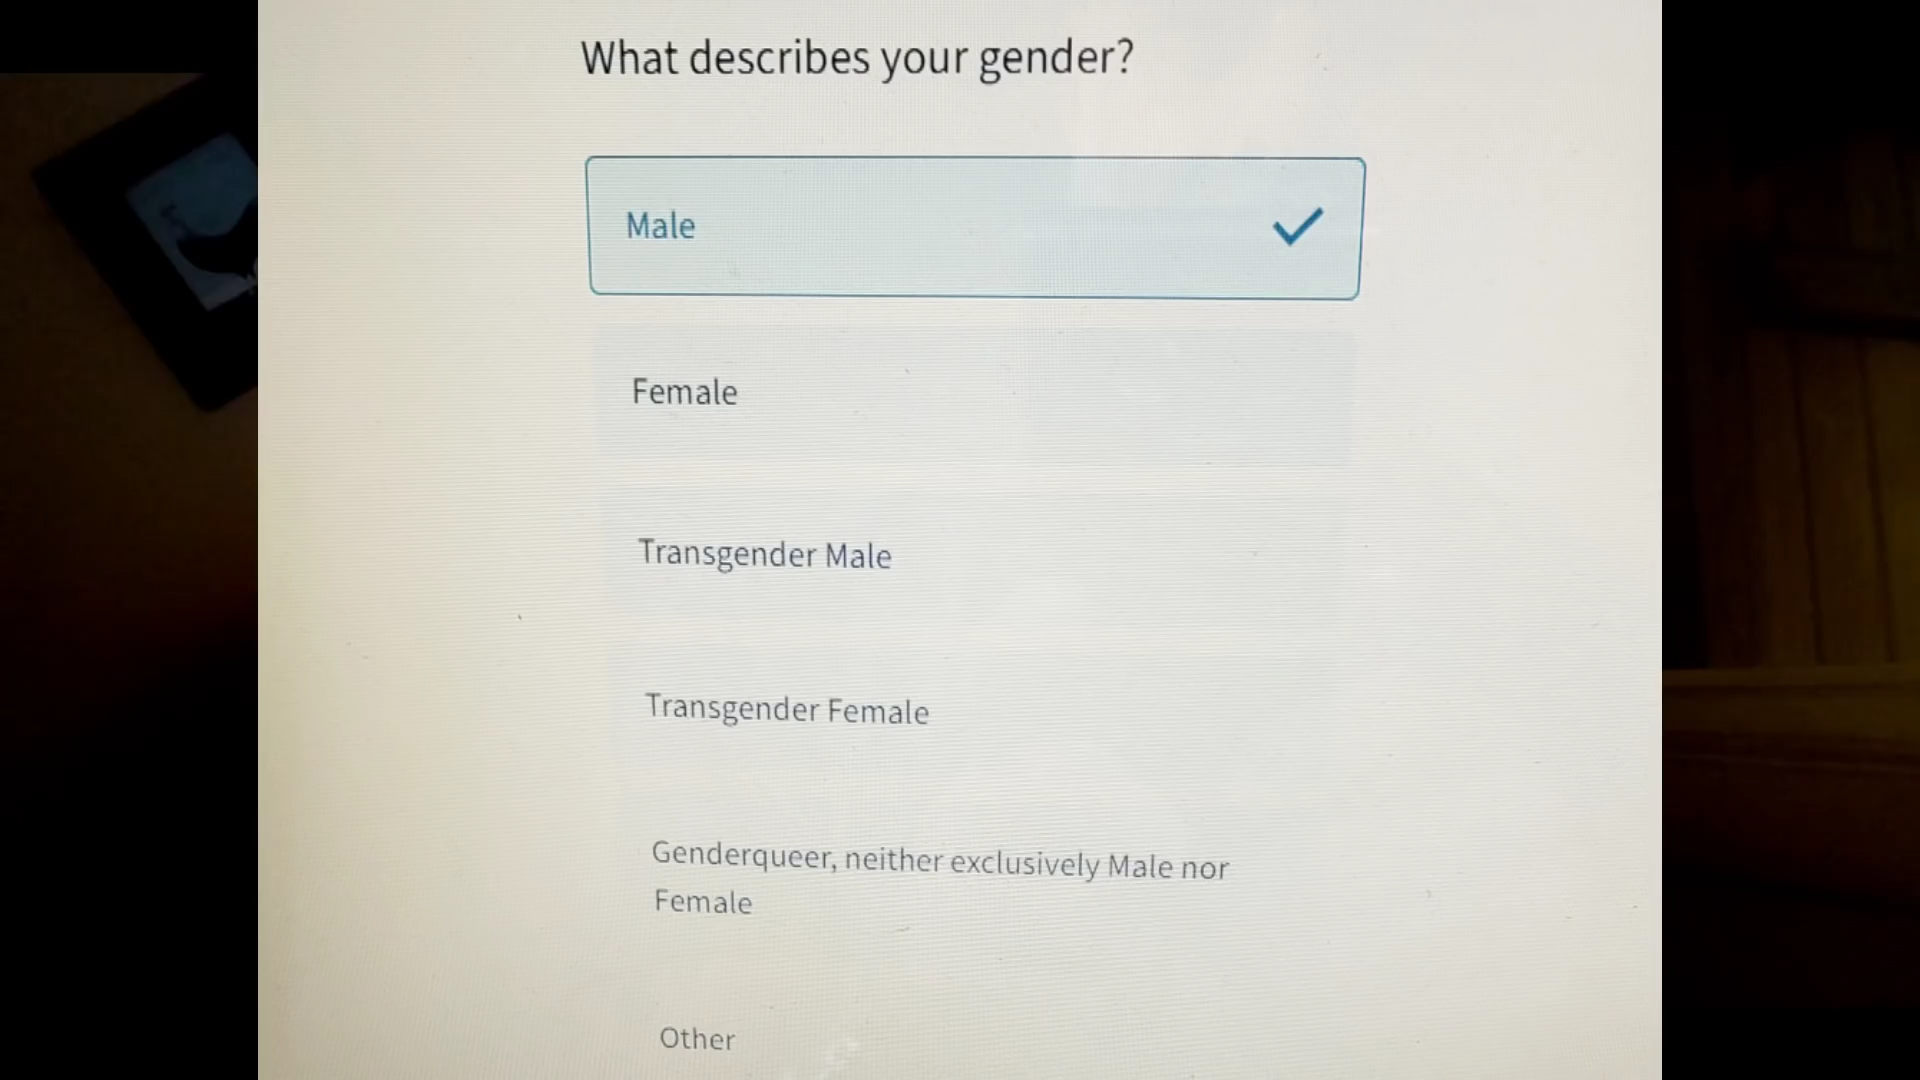 What describes your gender?
Male
Female
Transgender Male
Transgender Female
Genderqueer, neither exclusively Male nor
Female
Other